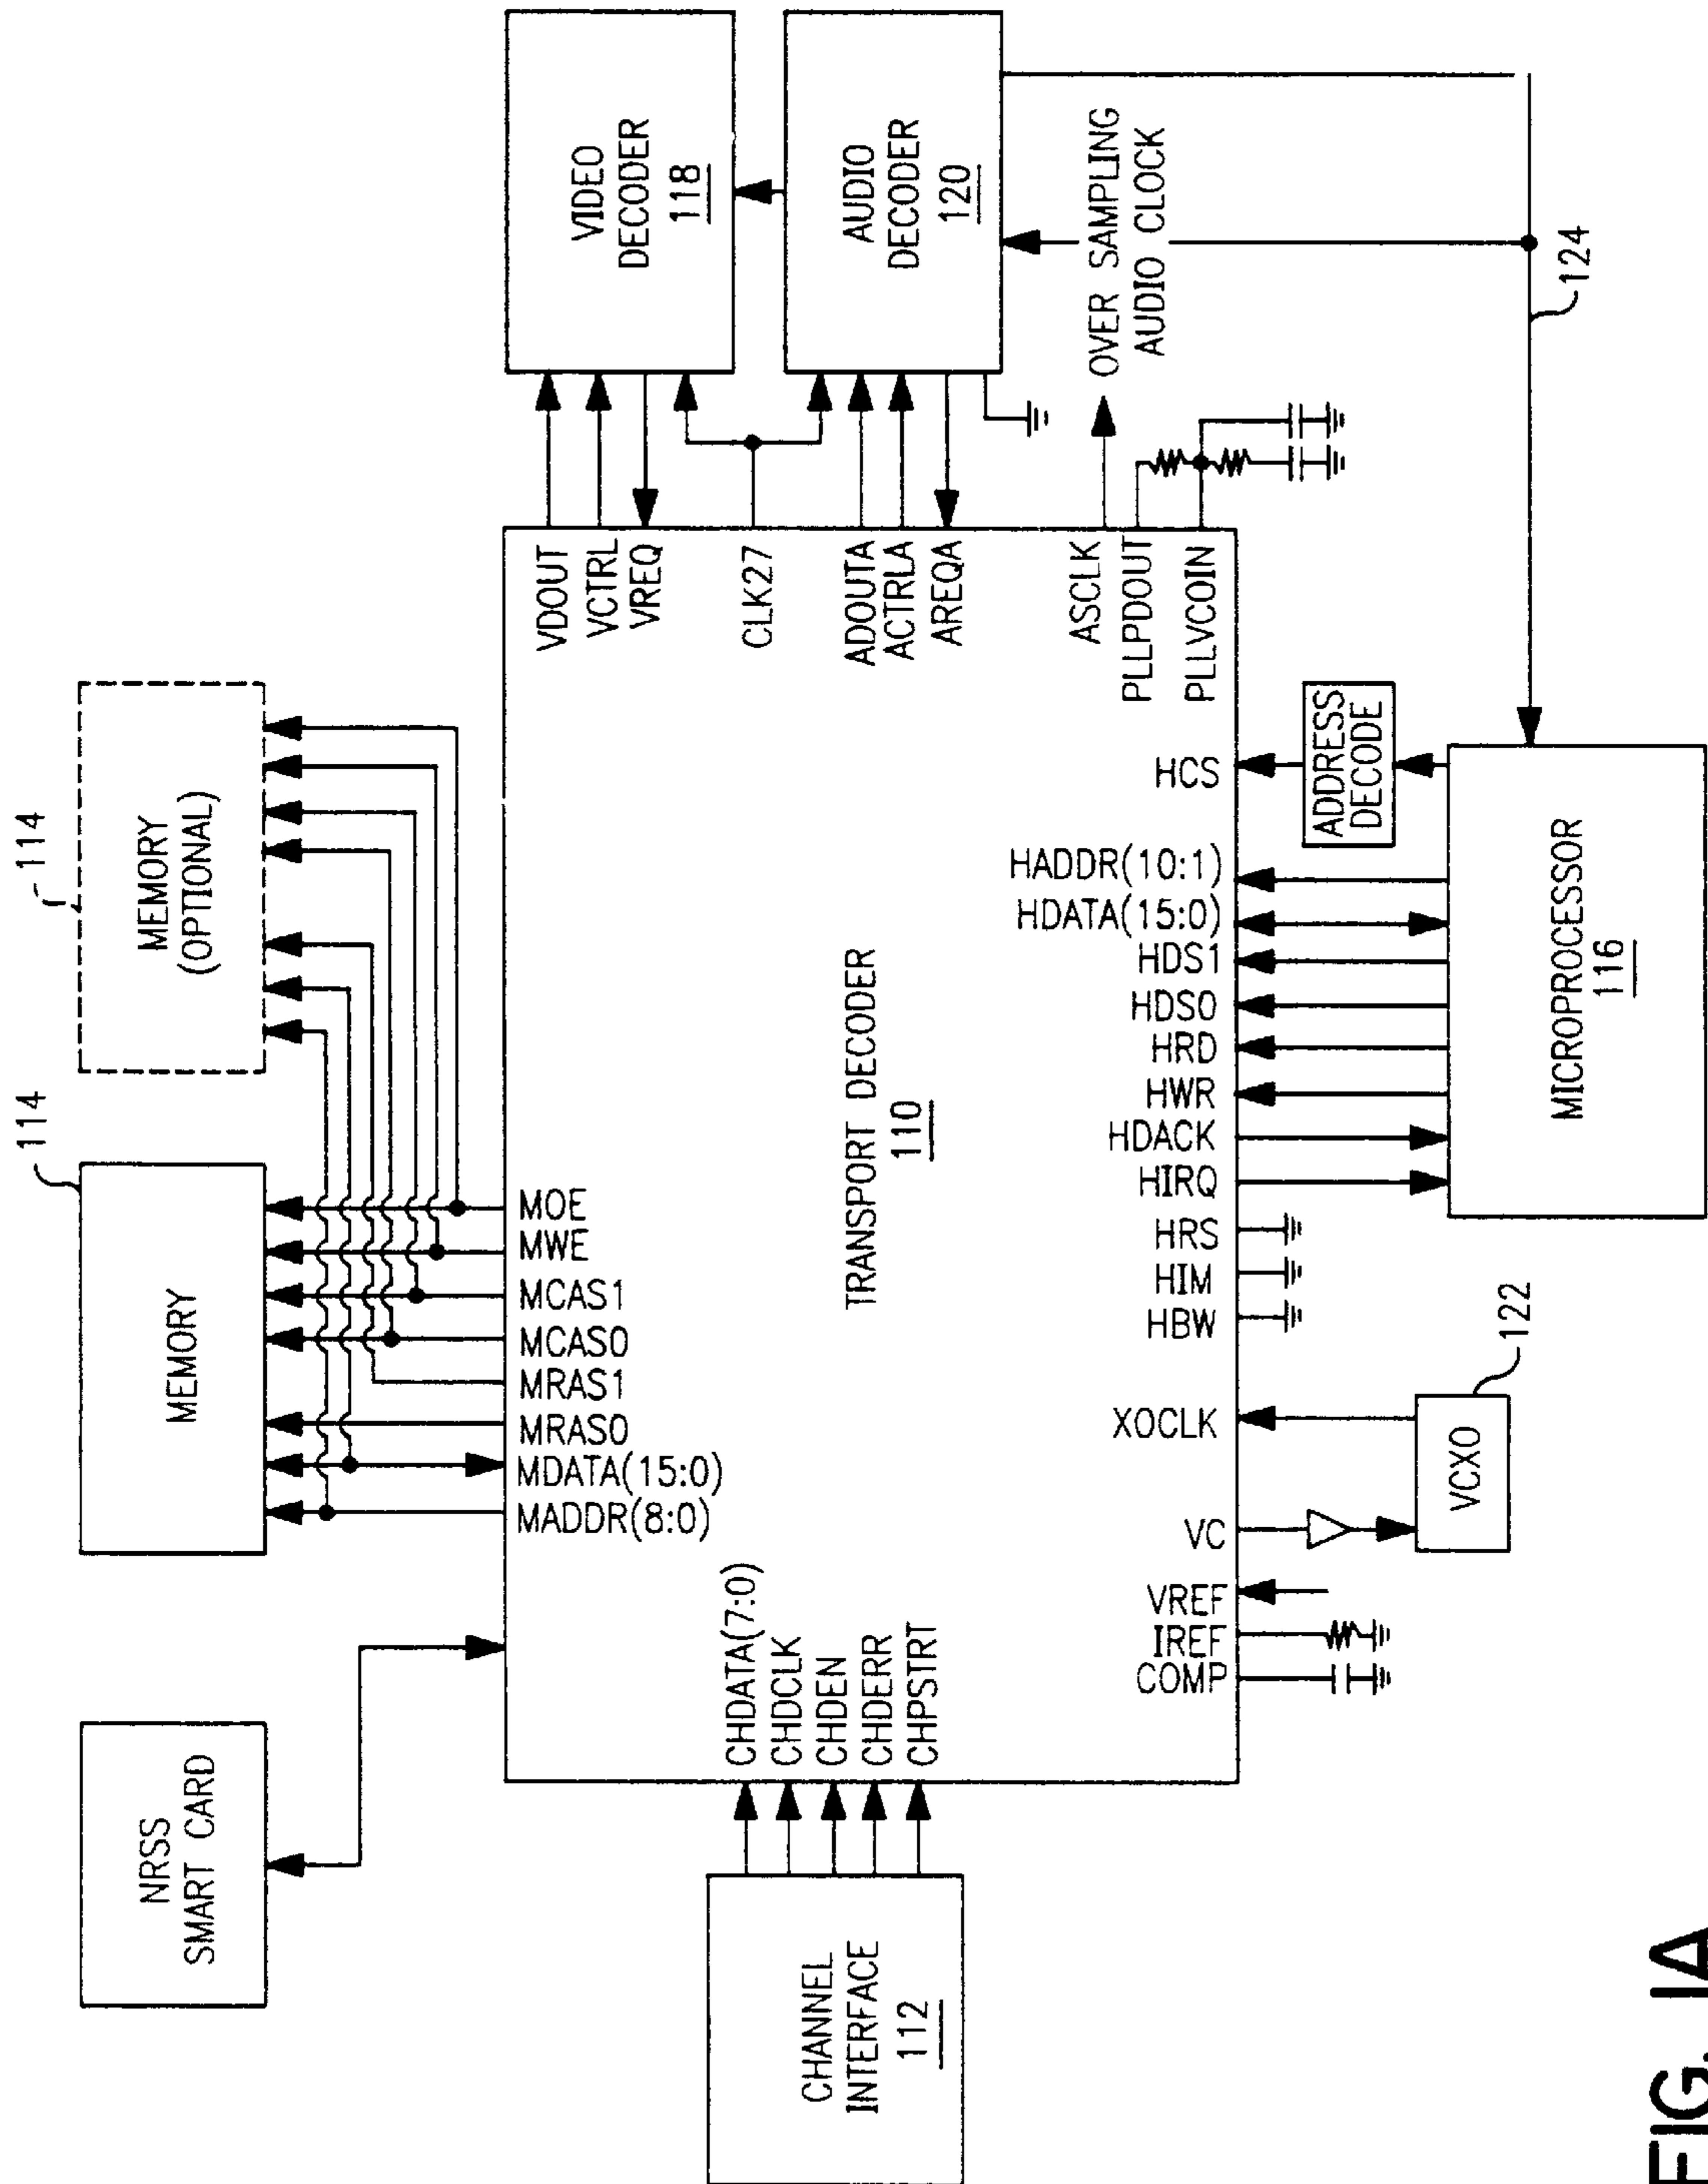 NRSS
SMART CARD
MEMORY
114
MEMORY
(OPTIONAL)
114
CHANNEL
INTERFACE
112
CHDATA(7:0)
CHDCLK
CHDEN
CHDERR
CHPSTRT
MADDR(8:0)
MDATA(15:0)
MRAS0
MRAS1
MCAS0
MCAS1
MWE
MOE
TRANSPORT DECODER
110
VDOUT
VCTRL
VREQ
CLK27
ADOUTA
ACTRLA
AREQA
ASCLK
PLLPDOUT
PLLVCOIN
VIDEO
DECODER
118
AUDIO
DECODER
120
OVER SAMPLING
AUDIO CLOCK
124
COMP
IREF
VREF
VC
XOCLK
HBW
HIM
HRS
HIRQ
HDACK
HWR
HRD
HDS0
HDS1
HDATA(15:0)
HADDR(10:1)
HCS
ADDRESS
DECODE
VCXO
122
MICROPROCESSOR
116
FIG. 1A